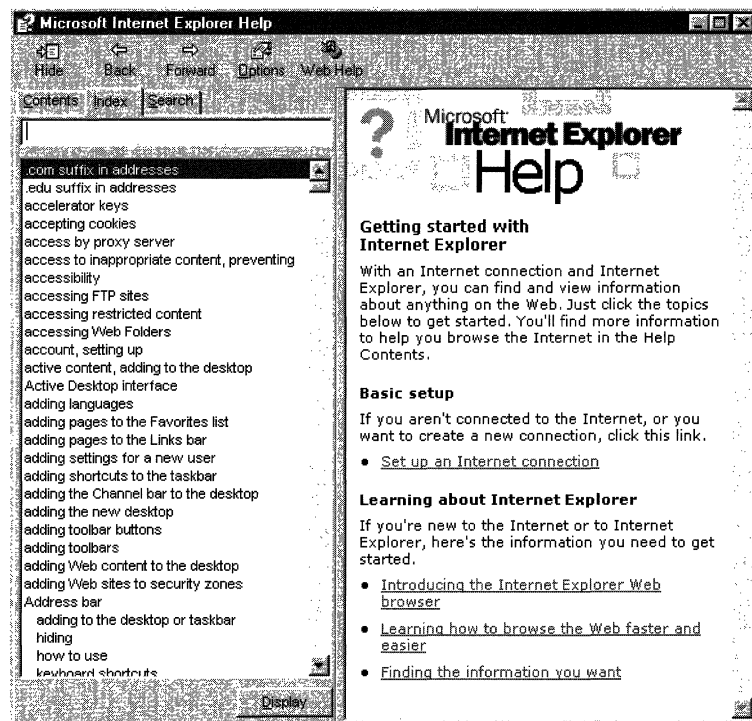 Microsoft Internet Explorer Help
Hide Back Forward Options Web Help
Contents Index Search
.com suffix in addresses
.edu suffix in addresses
accelerator keys
accepting cookies
access by proxy server
access to inappropriate content, preventing
accessibility
accessing FTP sites
accessing restricted content
accessing Web Folders
account, setting up
active content, adding to the desktop
Active Desktop interface
adding languages
adding pages to the Favorites list
adding pages to the Links bar
adding settings for a new user
adding shortcuts to the taskbar
adding the Channel bar to the desktop
adding the new desktop
adding toolbar buttons
adding toolbars
adding Web content to the desktop
adding Web sites to security zones
Address bar
adding to the desktop or taskbar
hiding
how to use
keyboard shortcuts
Display
Microsoft
Internet Explorer
Help
Getting started with
Internet Explorer
With an Internet connection and Internet
Explorer, you can find and view information
about anything on the Web. Just click the topics
below to get started. You'll find more information
to help you browse the Internet in the Help
Contents.
Basic setup
If you aren't connected to the Internet, or you
want to create a new connection, click this link.
• Set up an Internet connection
Learning about Internet Explorer
If you're new to the Internet or to Internet
Explorer, here's the information you need to get
started.
• Introducing the Internet Explorer Web
browser
• Learning how to browse the Web faster and
easier
• Finding the information you want